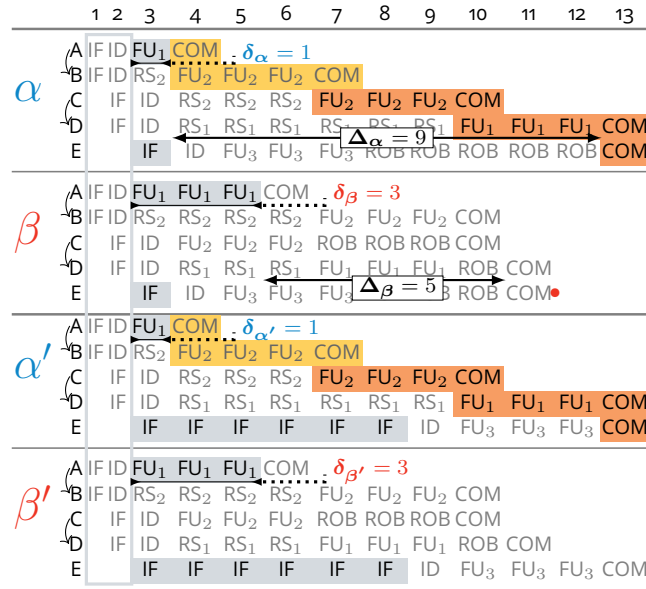 1 2 3 4 5 6 7 8 9 10 11 12 13
A IF ID FU₁ COM δ_α = 1
B IF ID RS₂ FU₂ FU₂ FU₂ COM
α C IF ID RS₂ RS₂ RS₂ FU₂ FU₂ FU₂ COM
D IF ID RS₁ RS₁ RS₁ RS₁ RS₁ RS₁ FU₁ FU₁ FU₁ COM
Δ_α = 9
E IF ID FU₃ FU₃ FU₃ ROB ROB ROB ROB ROB COM
A IF ID FU₁ FU₁ FU₁ COM δ_β = 3
B IF ID RS₂ RS₂ RS₂ RS₂ FU₂ FU₂ FU₂ COM
β C IF ID FU₂ FU₂ FU₂ ROB ROB ROB COM
D IF ID RS₁ RS₁ RS₁ FU₁ FU₁ FU₁ ROB COM
Δ_β = 5
E IF ID FU₃ FU₃ FU₃ ROB ROB COM
A IF ID FU₁ COM δ_α′ = 1
B IF ID RS₂ FU₂ FU₂ FU₂ COM
α′ C IF ID RS₂ RS₂ RS₂ FU₂ FU₂ FU₂ COM
D IF ID RS₁ RS₁ RS₁ RS₁ RS₁ RS₁ FU₁ FU₁ FU₁ COM
E IF IF IF IF IF IF ID FU₃ FU₃ FU₃ COM
A IF ID FU₁ FU₁ FU₁ COM δ_β′ = 3
B IF ID RS₂ RS₂ RS₂ RS₂ FU₂ FU₂ FU₂ COM
β′ C IF ID FU₂ FU₂ FU₂ ROB ROB ROB COM
D IF ID RS₁ RS₁ RS₁ FU₁ FU₁ FU₁ ROB COM
E IF IF IF IF IF IF ID FU₃ FU₃ FU₃ COM